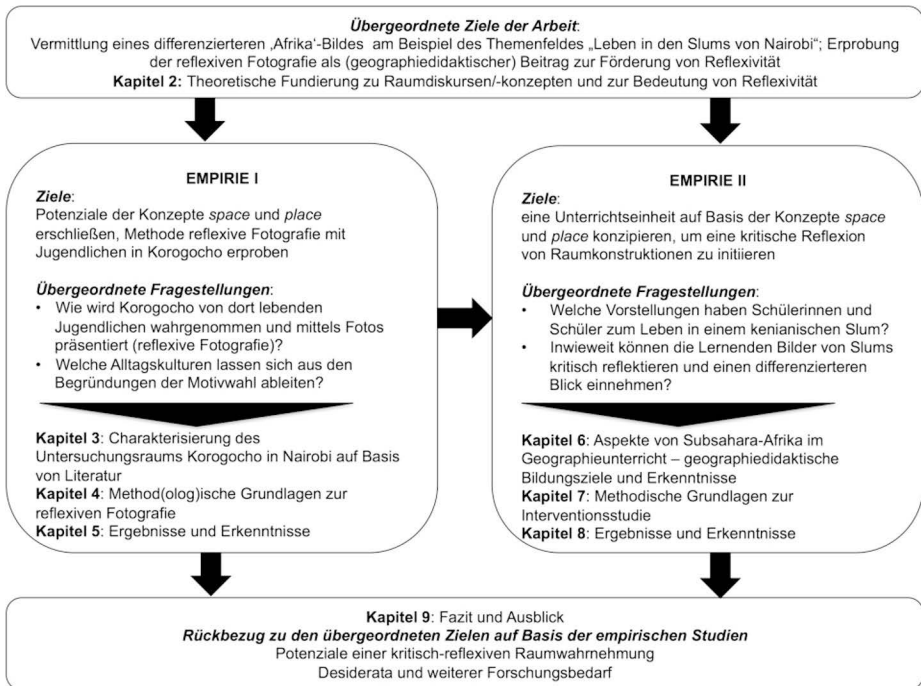 Übergeordnete Ziele der Arbeit:
Vermittlung eines differenzierteren ‚Afrika‘-Bildes am Beispiel des Themenfeldes „Leben in den Slums von Nairobi“; Erprobung
der reflexiven Fotografie als (geographiedidaktischer) Beitrag zur Förderung von Reflexivität
Kapitel 2: Theoretische Fundierung zu Raumdiskursen/-konzepten und zur Bedeutung von Reflexivität
EMPIRIE I
Ziele:
Potenziale der Konzepte space und place
erschließen, Methode reflexive Fotografie mit
Jugendlichen in Korogocho erproben
Übergeordnete Fragestellungen:
• Wie wird Korogocho von dort lebenden
Jugendlichen wahrgenommen und mittels Fotos
präsentiert (reflexive Fotografie)?
• Welche Alltagskulturen lassen sich aus den
Begründungen der Motivwahl ableiten?
Kapitel 3: Charakterisierung des
Untersuchungsraums Korogocho in Nairobi auf Basis
von Literatur
Kapitel 4: Method(olog)ische Grundlagen zur
reflexiven Fotografie
Kapitel 5: Ergebnisse und Erkenntnisse
EMPIRIE II
Ziele:
eine Unterrichtseinheit auf Basis der Konzepte space
und place konzipieren, um eine kritische Reflexion
von Raumkonstruktionen zu initiieren
Übergeordnete Fragestellungen:
• Welche Vorstellungen haben Schülerinnen und
Schüler zum Leben in einem kenianischen Slum?
• Inwieweit können die Lernenden Bilder von Slums
kritisch reflektieren und einen differenzierteren
Blick einnehmen?
Kapitel 6: Aspekte von Subsahara-Afrika im
Geographieunterricht – geographiedidaktische
Bildungsziele und Erkenntnisse
Kapitel 7: Methodische Grundlagen zur
Interventionsstudie
Kapitel 8: Ergebnisse und Erkenntnisse
Kapitel 9: Fazit und Ausblick
Rückbezug zu den übergeordneten Zielen auf Basis der empirischen Studien
Potenziale einer kritisch-reflexiven Raumwahrnehmung
Desiderata und weiterer Forschungsbedarf